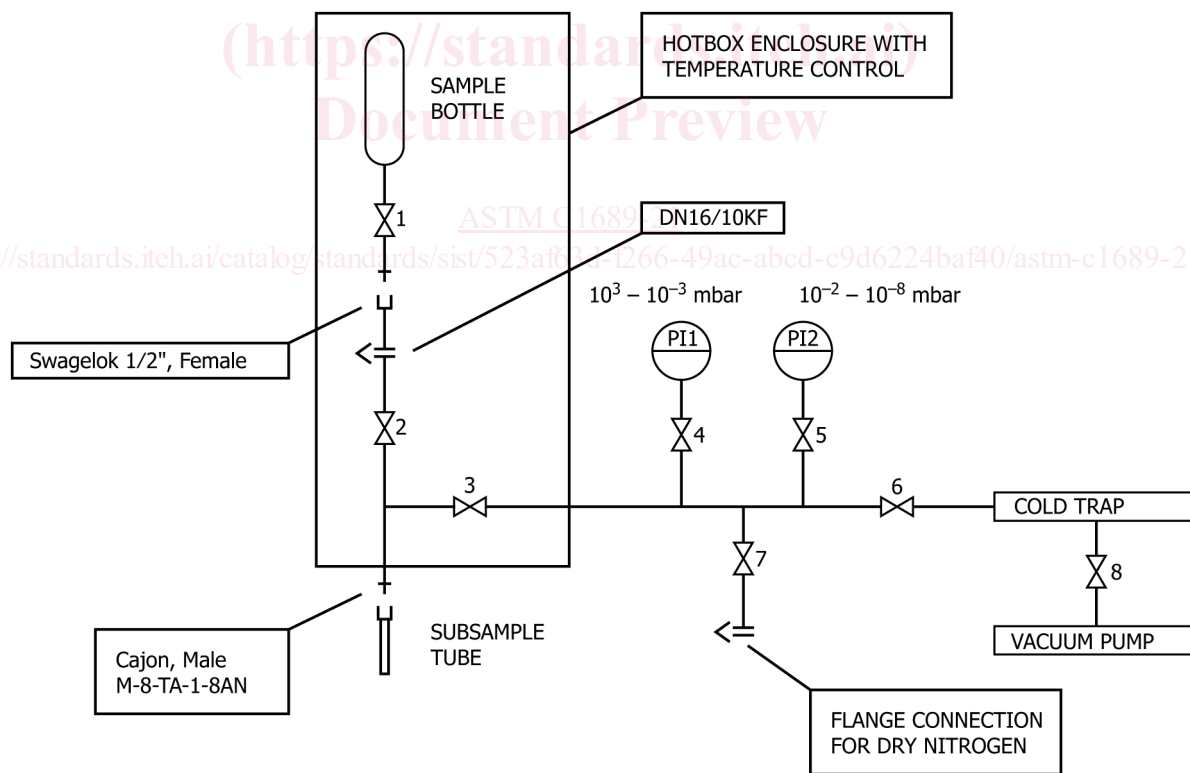 (https://standards.iteh.ai)
Document Preview
ASTM C1689-2
//standards.iteh.ai/catalog/standards/sist/523af63d-f266-49ac-abcd-c9d6224baf40/astm-c1689-2
HOTBOX ENCLOSURE WITH
TEMPERATURE CONTROL
SAMPLE
BOTTLE
1
DN16/10KF
10³ – 10⁻³ mbar
10⁻² – 10⁻⁸ mbar
PI1
PI2
Swagelok 1/2", Female
2
4
5
3
6
COLD TRAP
7
8
SUBSAMPLE
TUBE
VACUUM PUMP
Cajon, Male
M-8-TA-1-8AN
FLANGE CONNECTION
FOR DRY NITROGEN